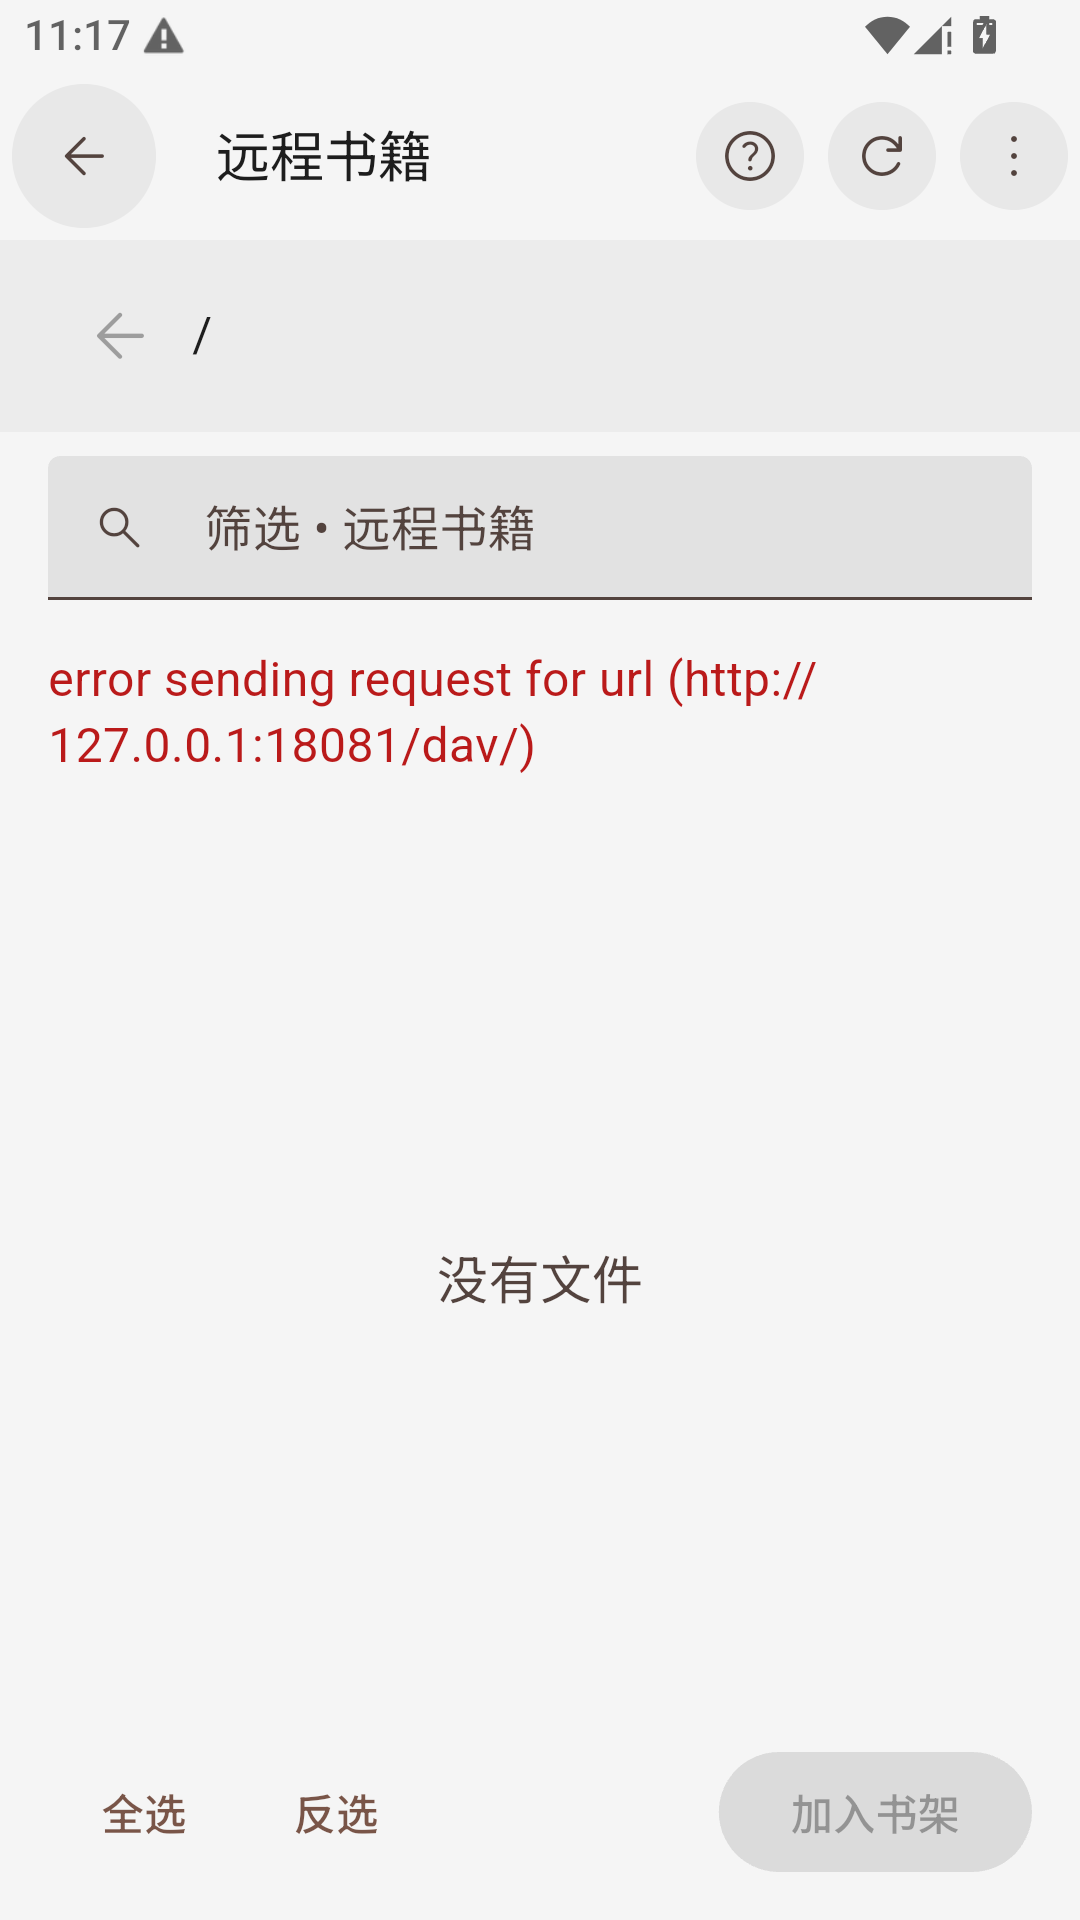 11:17
远程书籍
/
筛选 • 远程书籍
error sending request for url (http://
127.0.0.1:18081/dav/)
没有文件
全选 反选 加入书架